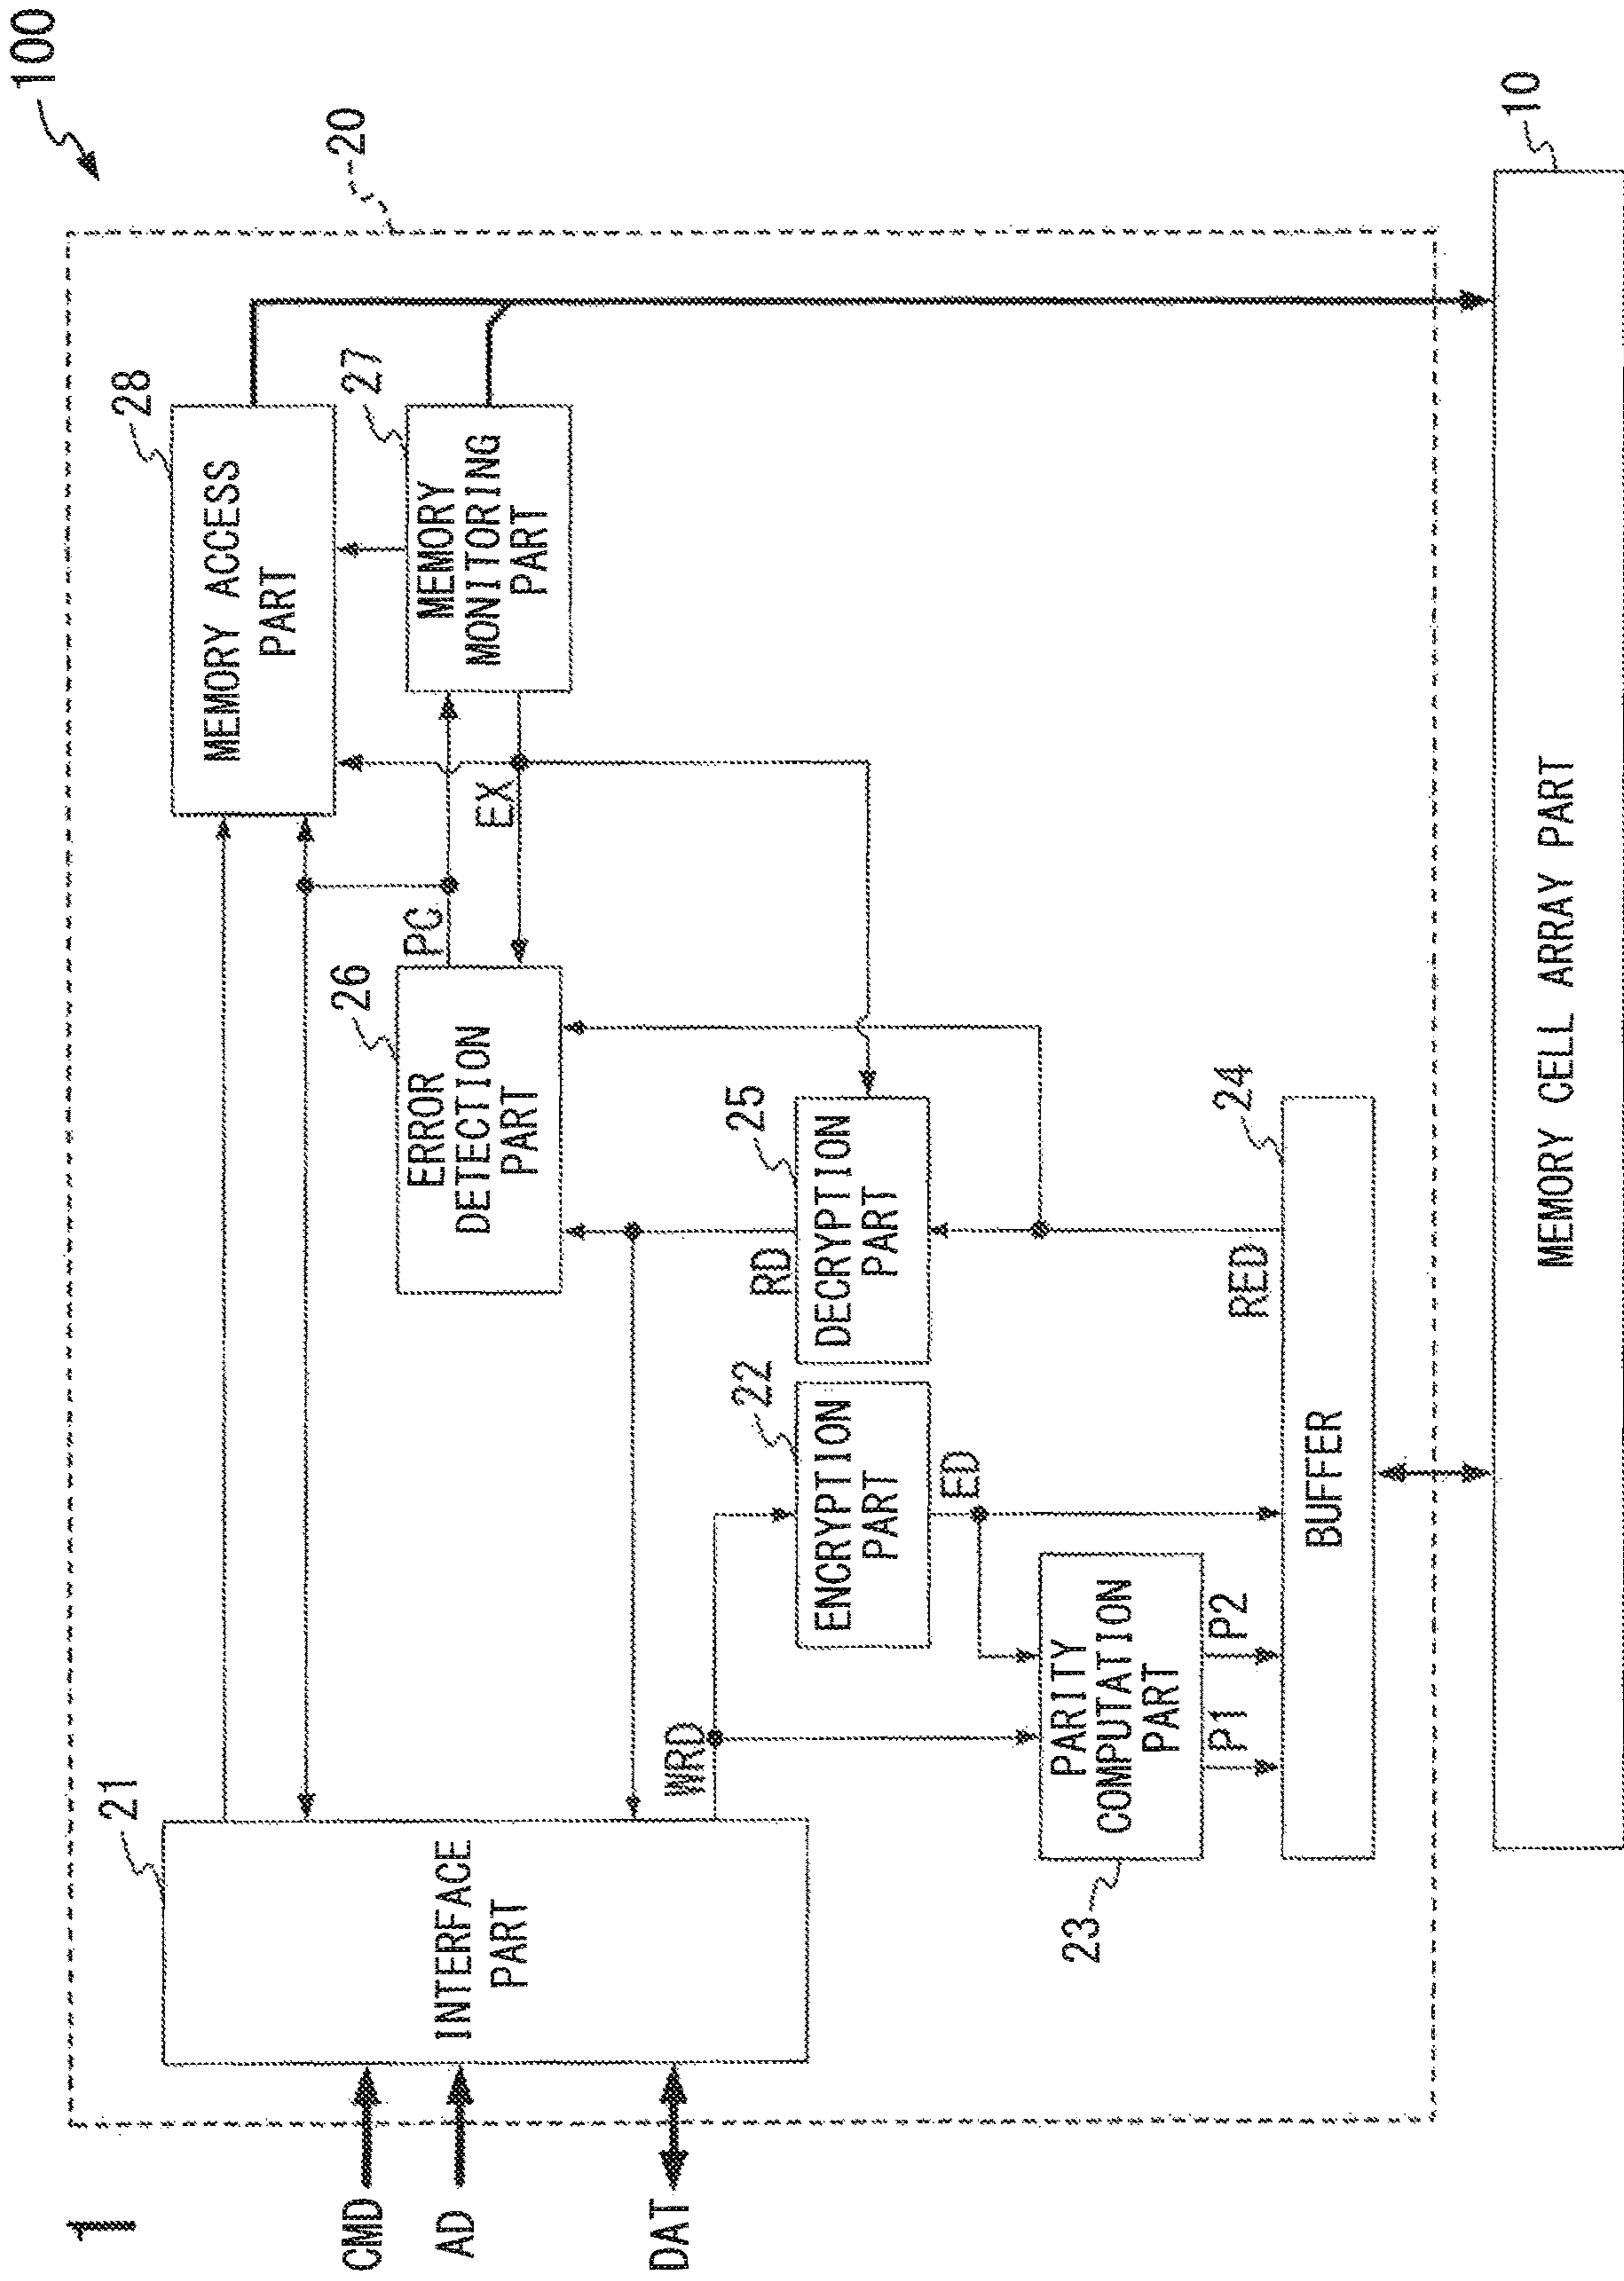 1
100
20
28
MEMORY ACCESS
PART
27
MEMORY
MONITORING
PART
21
INTERFACE
PART
CMD
AD
DAT
26
ERROR
DETECTION
PART
PC
EX
WRD
22
ENCRYPTION
PART
ED
25
DECRYPTION
PART
RD
23
PARITY
COMPUTATION
PART
P1
P2
24
BUFFER
RED
10
MEMORY CELL ARRAY PART